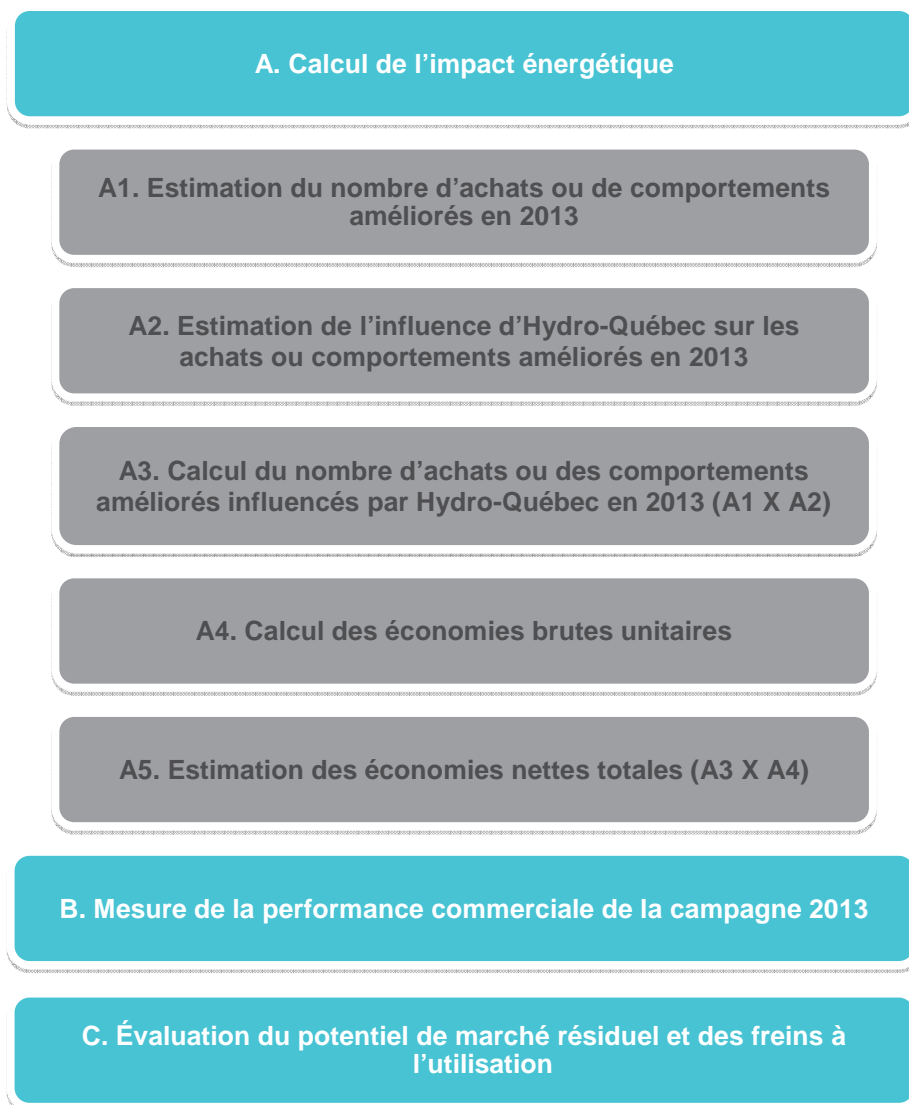 A. Calcul de l’impact énergétique
A1. Estimation du nombre d’achats ou de comportements
améliorés en 2013
A2. Estimation de l’influence d’Hydro-Québec sur les
achats ou comportements améliorés en 2013
A3. Calcul du nombre d’achats ou des comportements
améliorés influencés par Hydro-Québec en 2013 (A1 X A2)
A4. Calcul des économies brutes unitaires
A5. Estimation des économies nettes totales (A3 X A4)
B. Mesure de la performance commerciale de la campagne 2013
C. Évaluation du potentiel de marché résiduel et des freins à
l’utilisation